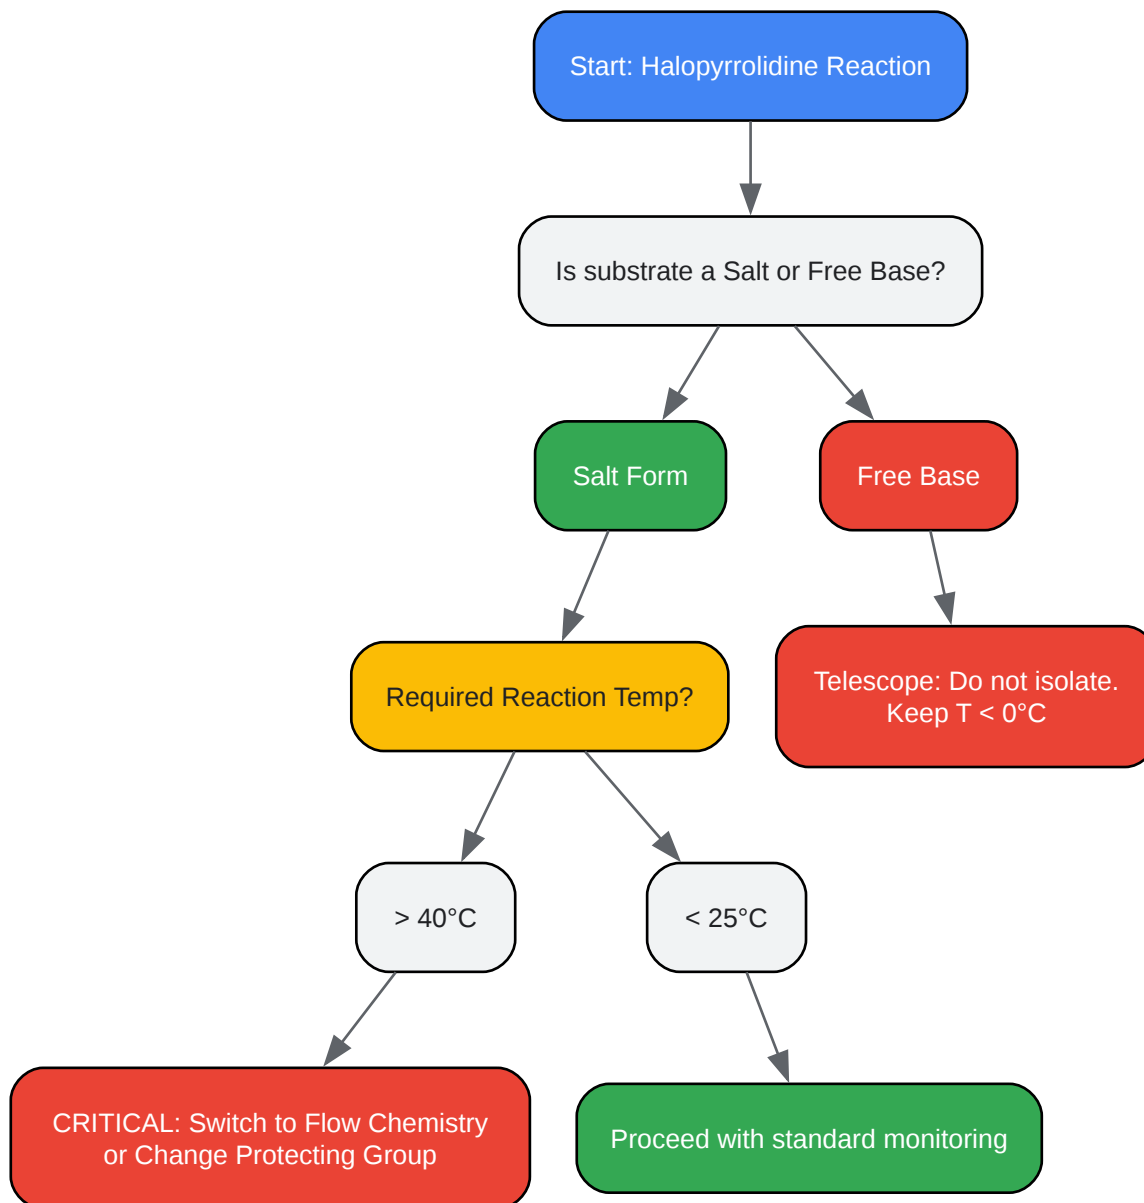 Start: Halopyrrolidine Reaction
Is substrate a Salt or Free Base?
Salt Form
Free Base
Required Reaction Temp?
Telescope: Do not isolate.
Keep T < 0°C
> 40°C
< 25°C
CRITICAL: Switch to Flow Chemistry
or Change Protecting Group
Proceed with standard monitoring